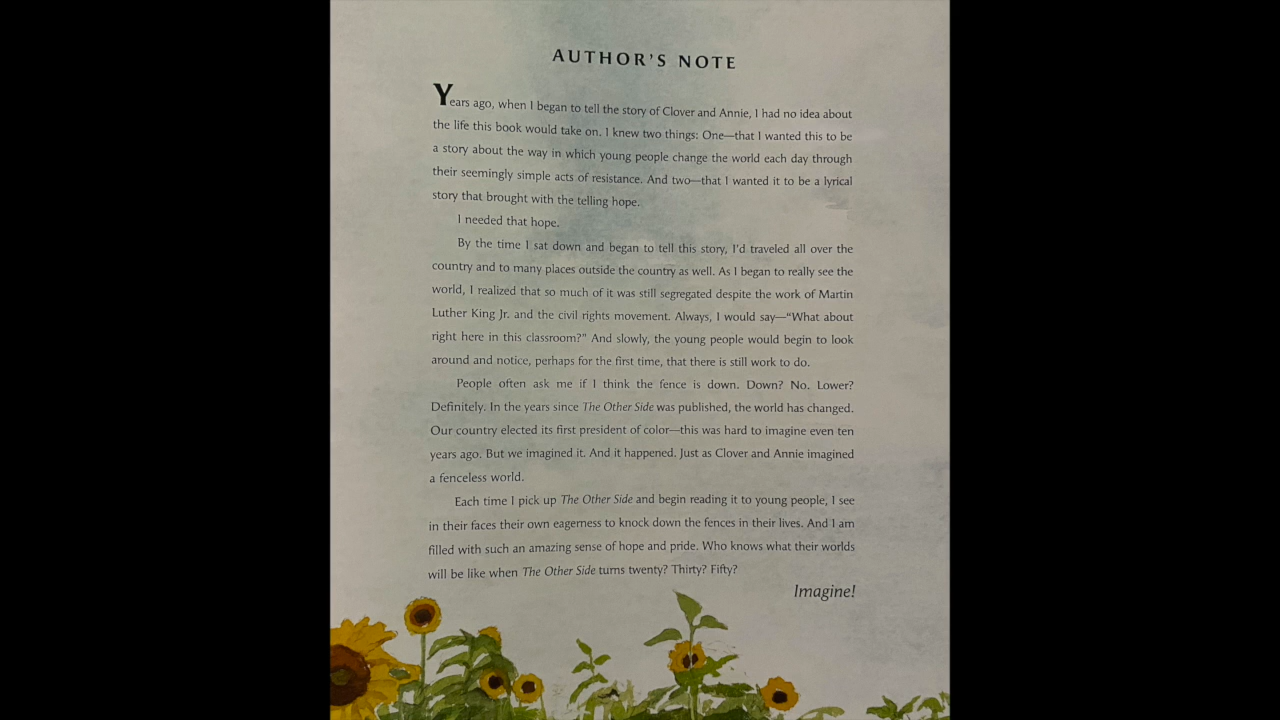 AUTHOR'S NOTE
Years ago, when I began to tell the story of Clover and Annie, I had no idea about
the life this book would take on. I knew two things: One—that I wanted this to be
a story about the way in which young people change the world each day through
their seemingly simple acts of resistance. And two—that I wanted it to be a lyrical
story that brought with the telling hope.
I needed that hope.
By the time I sat down and began to tell this story, I'd traveled all over the
country and to many places outside the country as well. As I began to really see the
world, I realized that so much of it was still segregated despite the work of Martin
Luther King Jr. and the civil rights movement. Always, I would say—“What about
right here in this classroom?” And slowly, the young people would begin to look
around and notice, perhaps for the first time, that there is still work to do.
People often ask me if I think the fence is down. Down? No. Lower?
Definitely. In the years since The Other Side was published, the world has changed.
Our country elected its first president of color—this was hard to imagine even ten
years ago. But we imagined it. And it happened. Just as Clover and Annie imagined
a fenceless world.
Each time I pick up The Other Side and begin reading it to young people, I see
in their faces their own eagerness to knock down the fences in their lives. And I am
filled with such an amazing sense of hope and pride. Who knows what their worlds
will be like when The Other Side turns twenty? Thirty? Fifty?
Imagine!